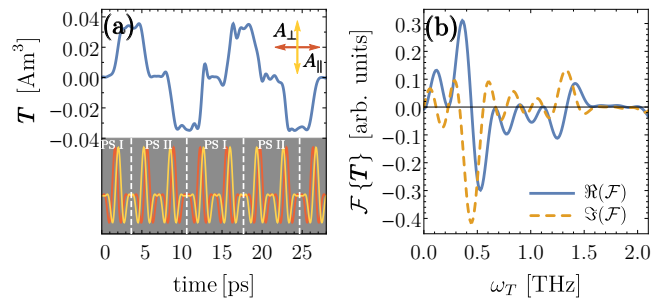 (a)
0.04
0.02
0.00
−0.02
−0.04
T [Am³]
A⊥
A∥
PS I
PS II
PS I
PS II
0 5 10 15 20 25
time [ps]
(b)
0.3
0.2
0.1
0.0
-0.1
-0.2
-0.3
-0.4
ℱ{T} [arb. units]
ℜ(ℱ)
ℑ(ℱ)
0.0 0.5 1.0 1.5 2.0
ω_T [THz]